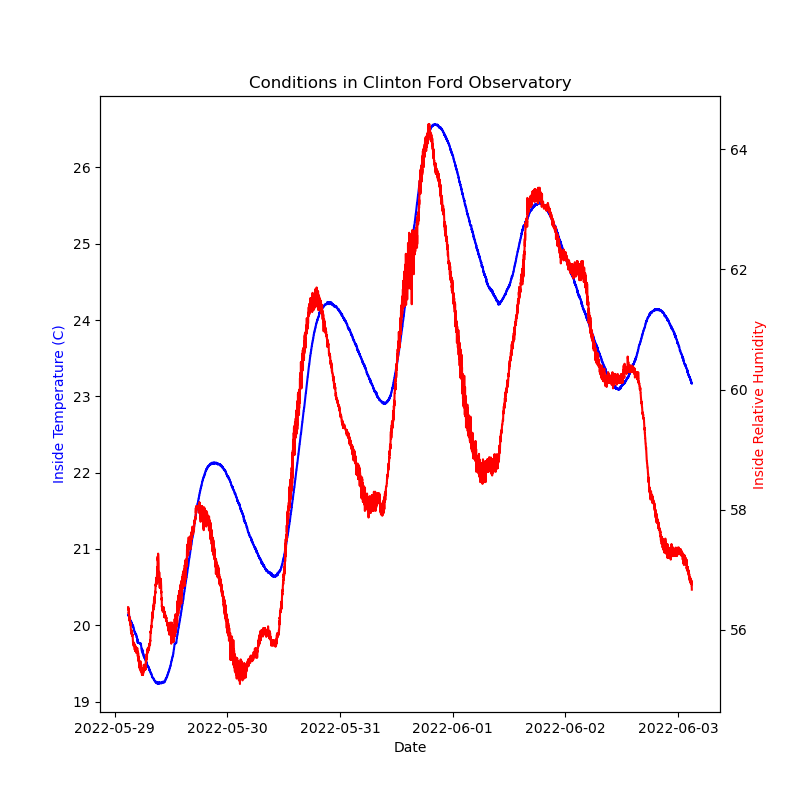 Conditions in Clinton Ford Observatory
Inside Temperature (C)
26
25
24
23
22
21
20
19
64
62
60
58
56
Inside Relative Humidity
2022-05-29 2022-05-30 2022-05-31 2022-06-01 2022-06-02 2022-06-03
Date